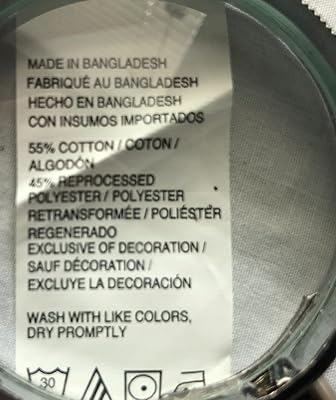 MADE IN BANGLADESH
FABRIQUÉ AU BANGLADESH
HECHO EN BANGLADESH
CON INSUMOS IMPORTADOS
55% COTTON / COTON /
ALGODÓN
45% REPROCESSED
POLYESTER / POLYESTER
RETRANSFORMÉE / POLIÉSTER
REGENERADO
EXCLUSIVE OF DECORATION /
SAUF DÉCORATION /
EXCLUYE LA DECORACIÓN
WASH WITH LIKE COLORS,
DRY PROMPTLY
30